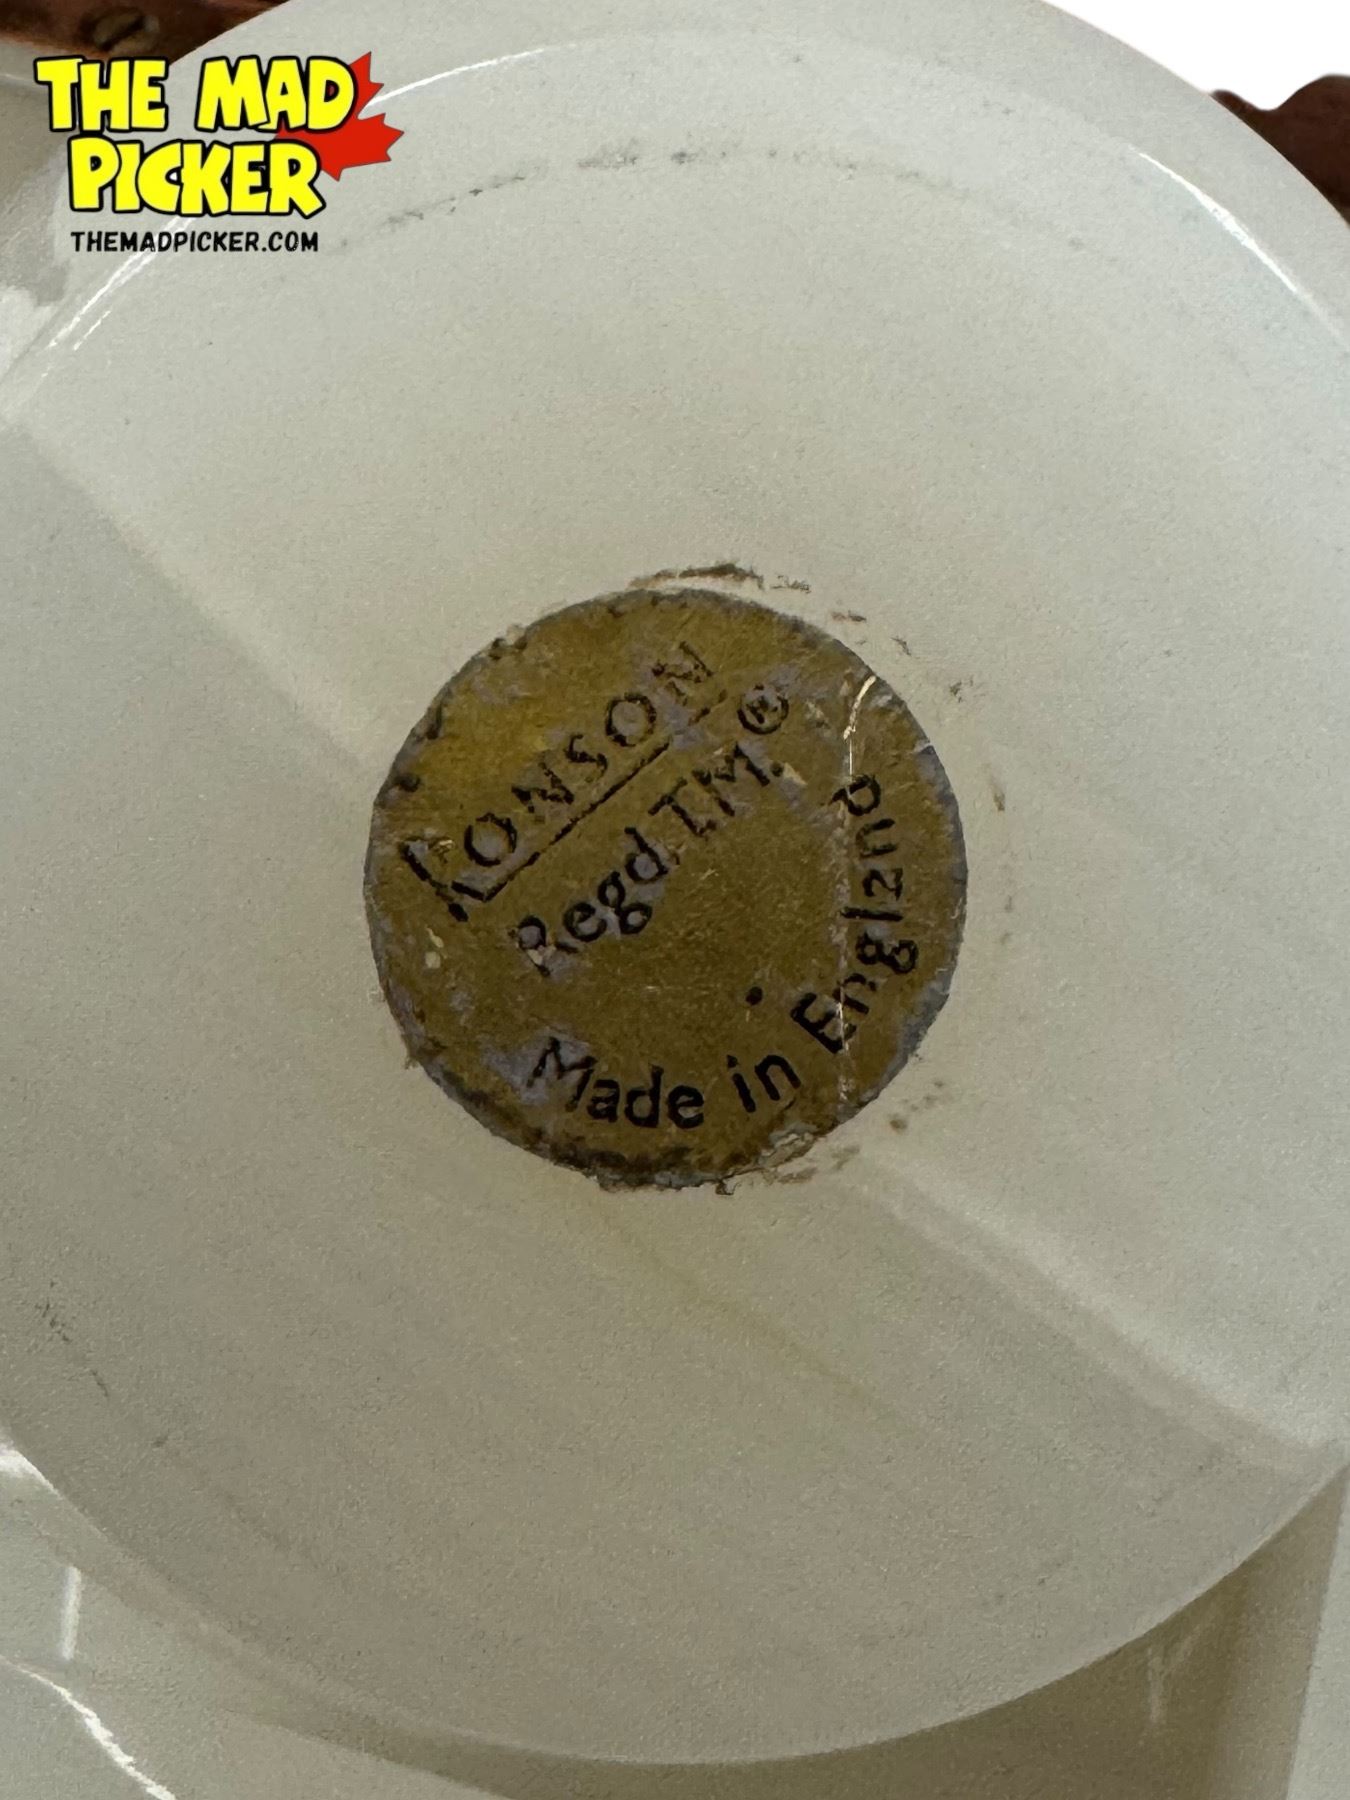 THE MAD
PICKER
THEMADPICKER.COM
RONSON
Regd. T.M.®
Made in England